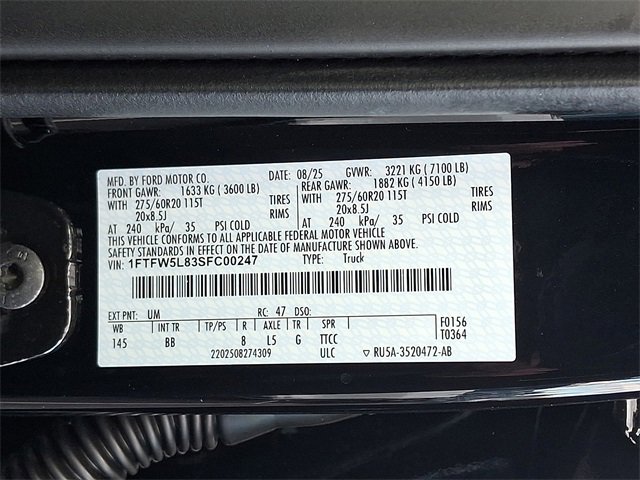 MFD. BY FORD MOTOR CO.
DATE: 08/25 GVWR: 3221 KG ( 7100 LB)
FRONT GAWR: 1633 KG ( 3600 LB) REAR GAWR: 1882 KG ( 4150 LB)
WITH 275/60R20 115T TIRES WITH 275/60R20 115T TIRES
20x8.5J RIMS 20x8.5J RIMS
AT 240 kPa/ 35 PSI COLD AT 240 kPa/ 35 PSI COLD
THIS VEHICLE CONFORMS TO ALL APPLICABLE FEDERAL MOTOR VEHICLE
SAFETY STANDARDS IN EFFECT ON THE DATE OF MANUFACTURE SHOWN ABOVE.
1FTFW5L83SFC00247 TYPE: Truck
EXT PNT: UM RC: 47 DSO:
WB INT TR TP/PS R AXLE TR SPR F0156
145 BB 8 L5 G TTCC T0364
2202508274309 ULC RU5A-3520472-AB